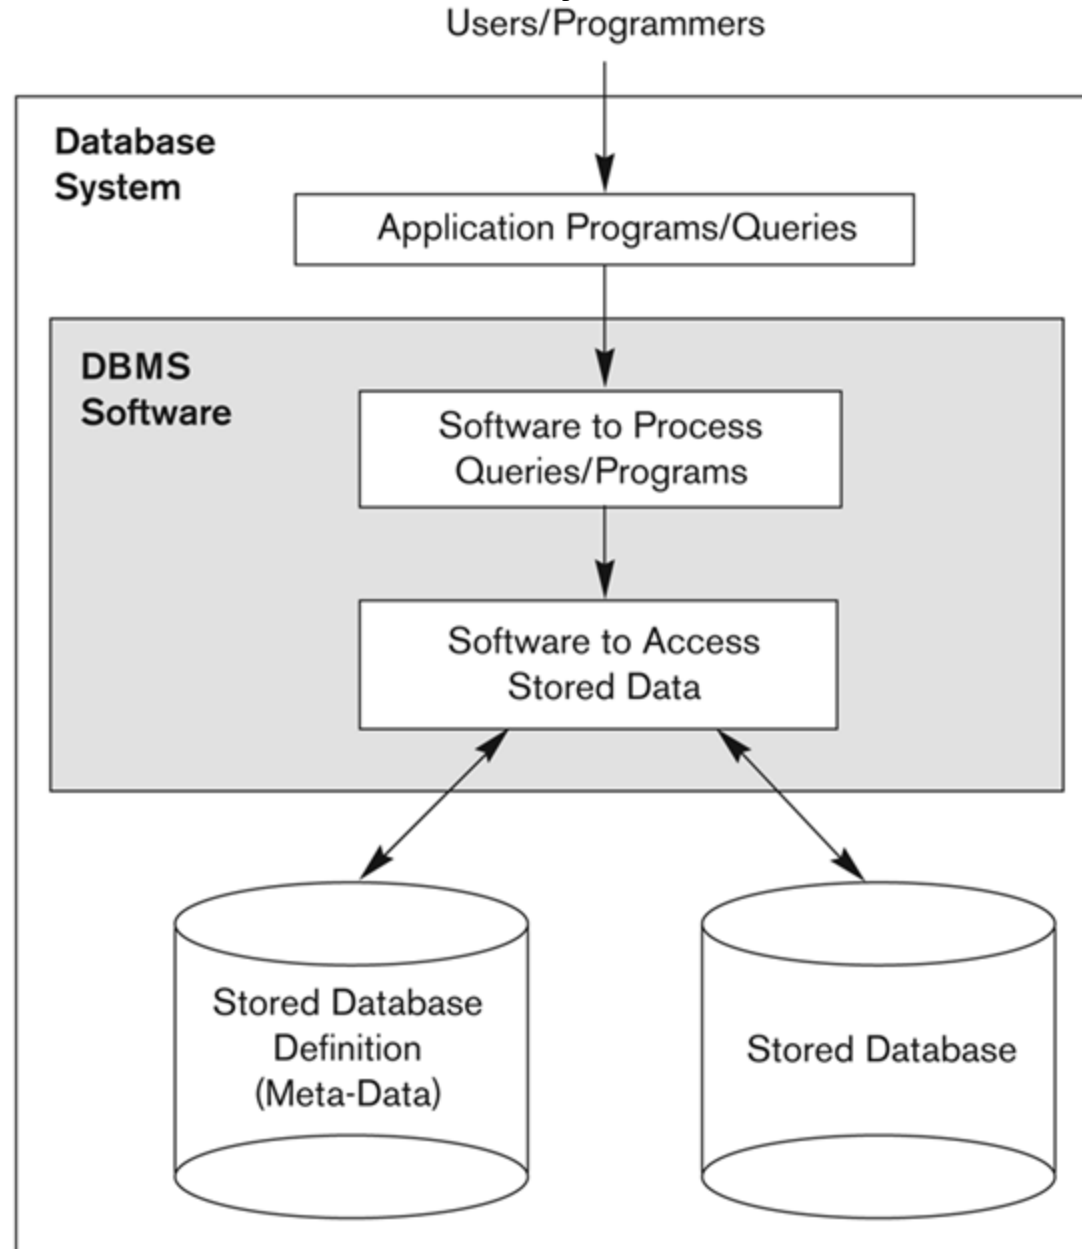 Users/Programmers
Database
System
Application Programs/Queries
DBMS
Software
Software to Process
Queries/Programs
Software to Access
Stored Data
Stored Database
Definition
(Meta-Data)
Stored Database